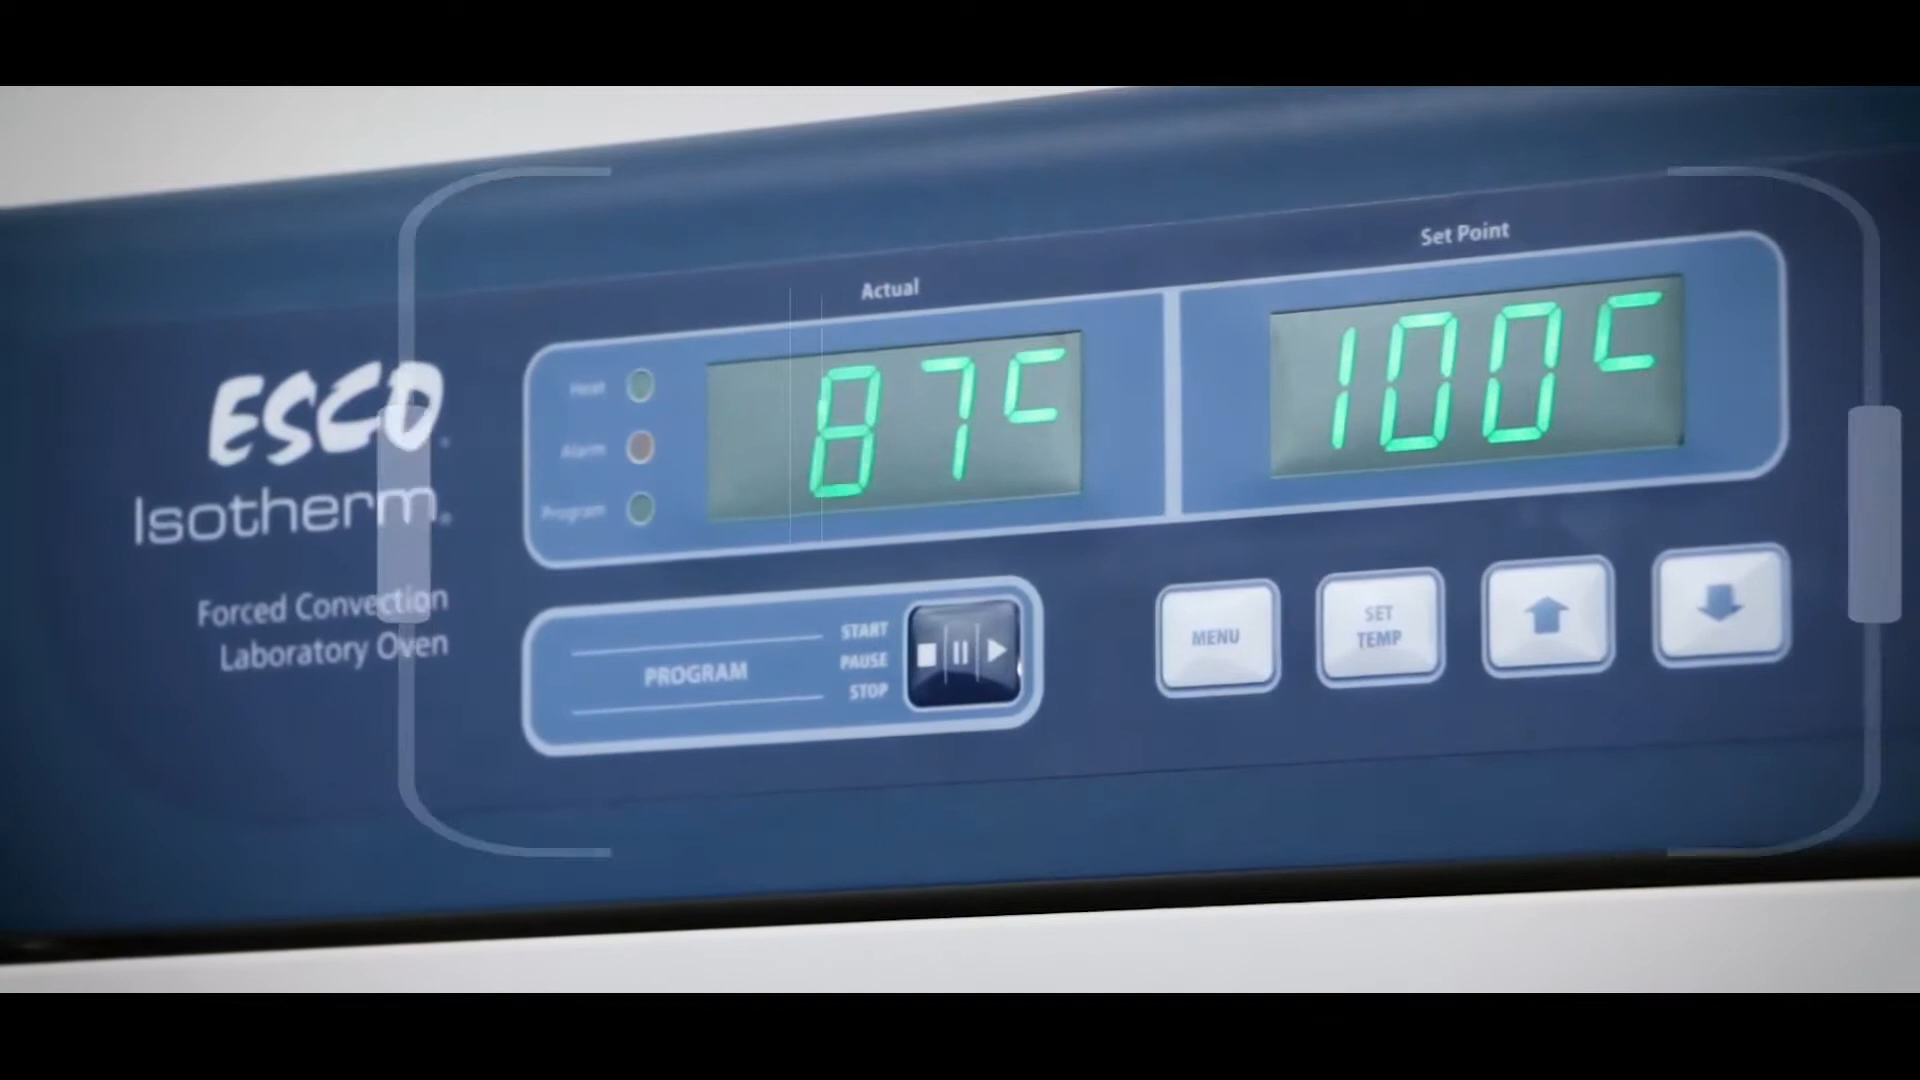 ESCO
Isotherm®
Forced Convection
Laboratory Oven
Actual
Set Point
Heat
Alarm
Program
87c
100c
PROGRAM
START
PAUSE
STOP
MENU
SET
TEMP